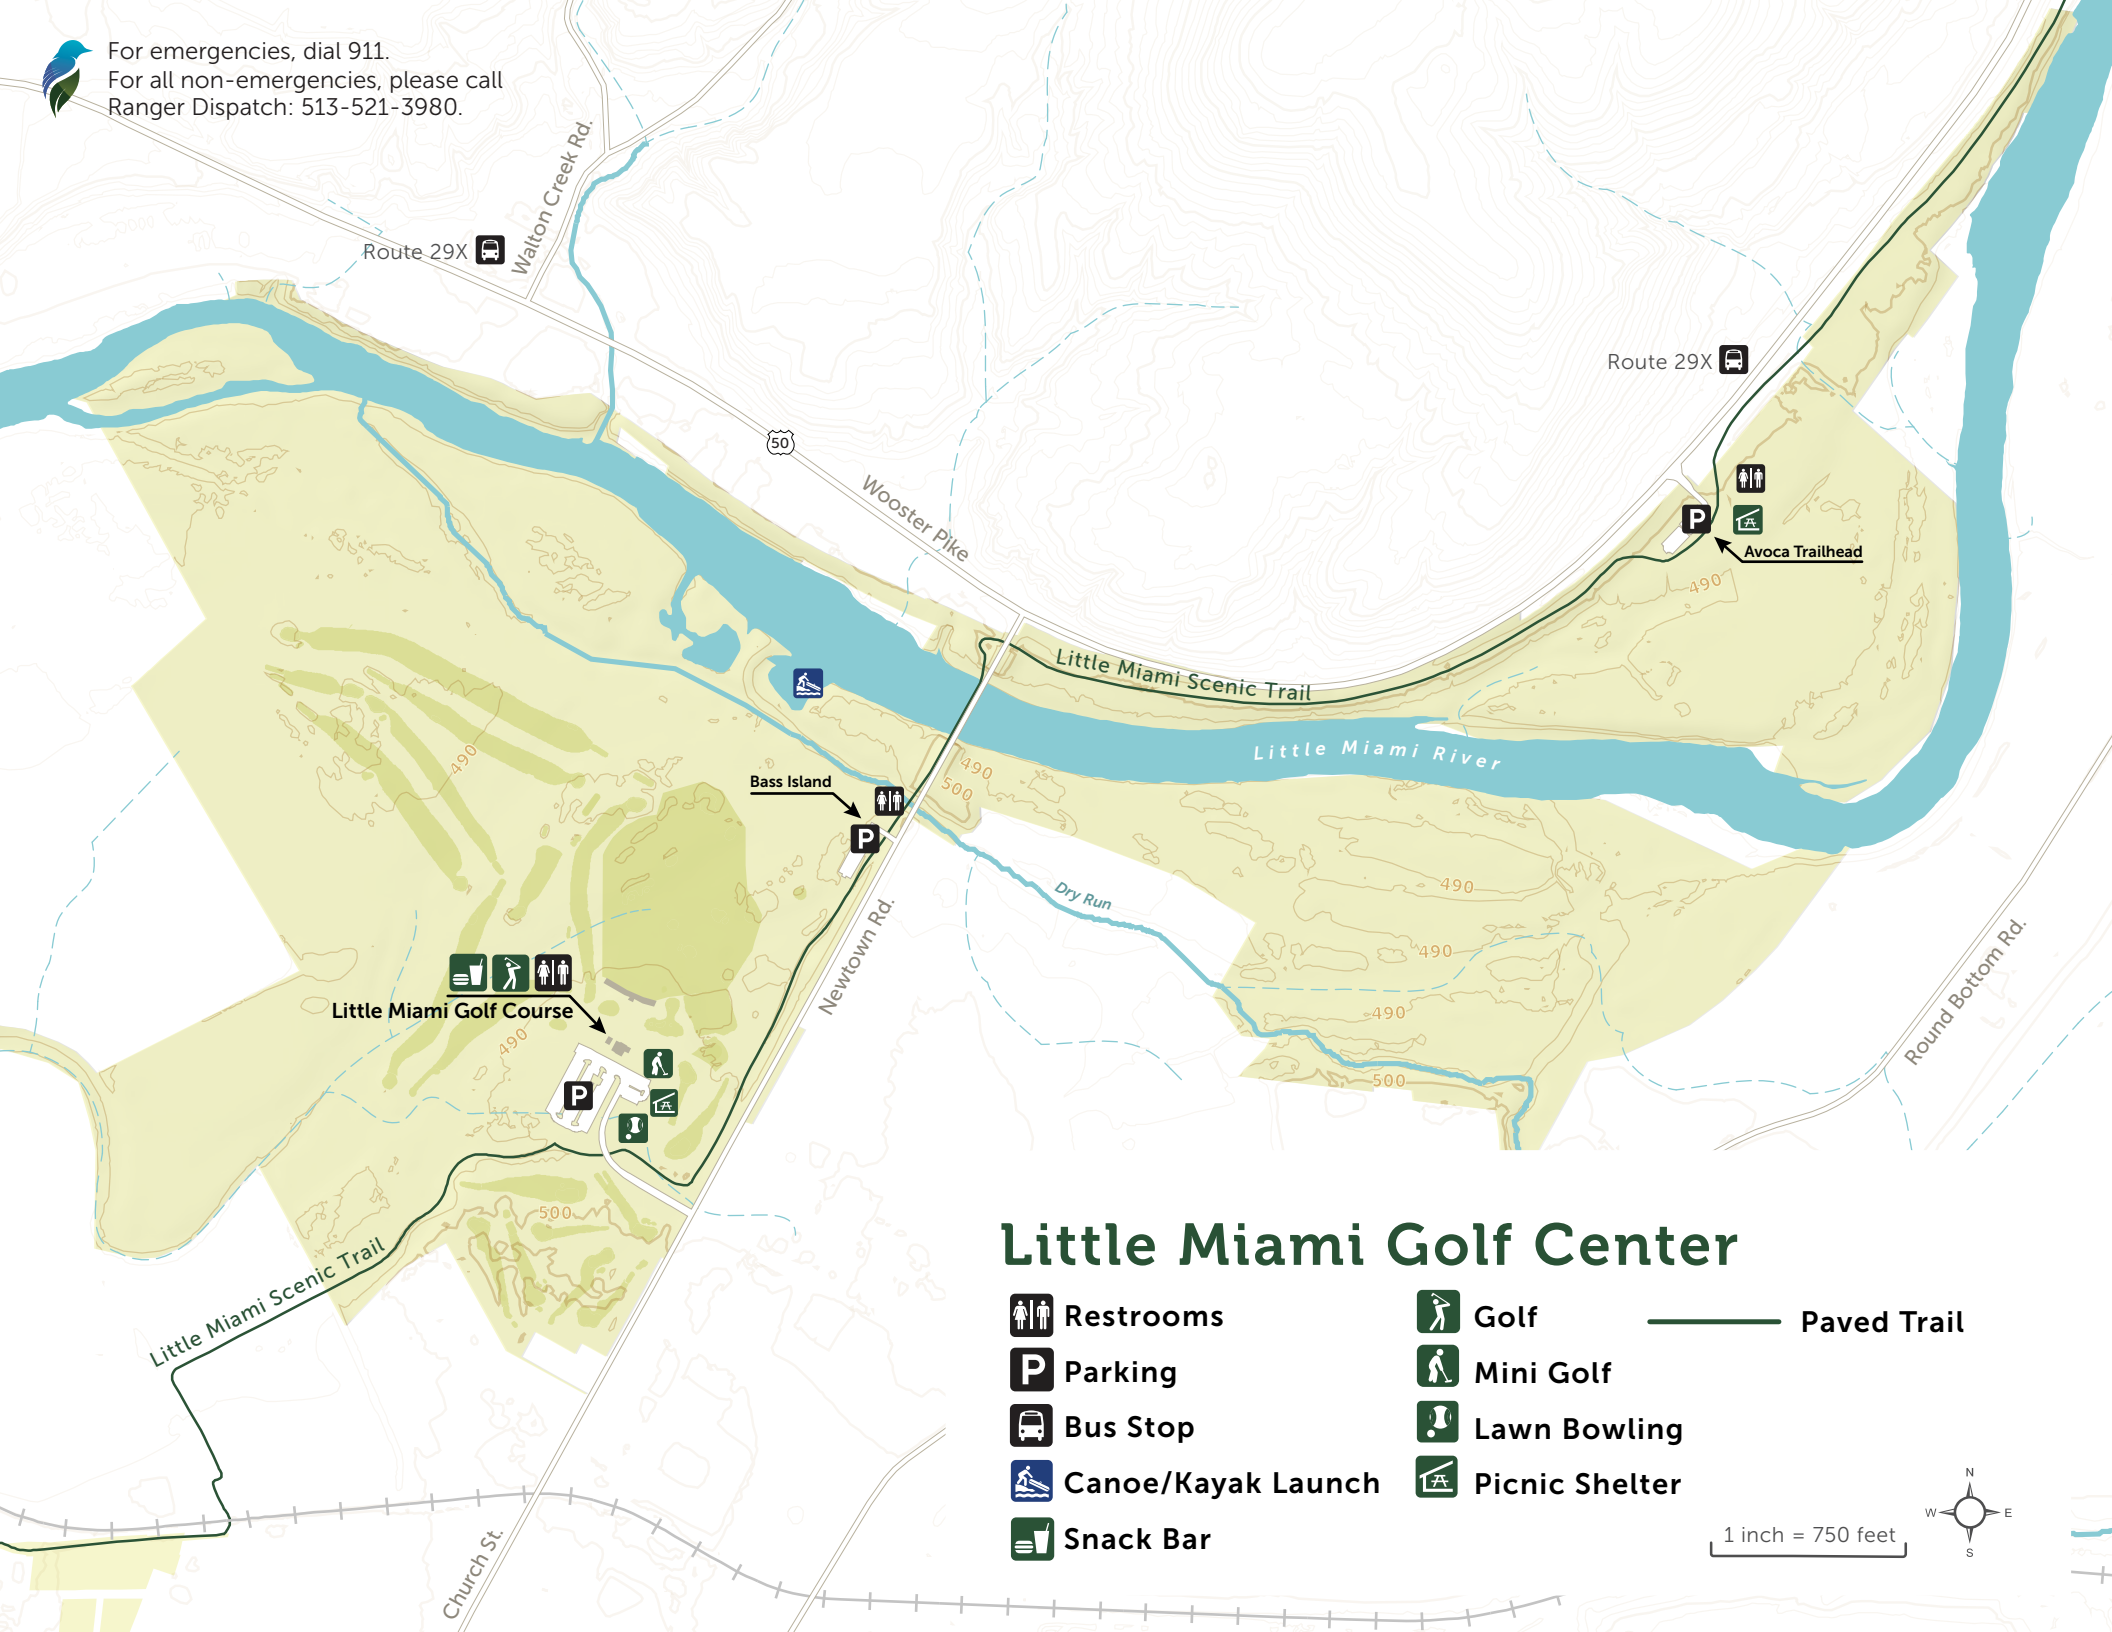 For emergencies, dial 911.
For all non-emergencies, please call
Ranger Dispatch: 513-521-3980.
Walton Creek Rd.
Route 29X
Route 29X
50
Wooster Pike
P
Avoca Trailhead
490
Little Miami Scenic Trail
Little Miami River
490
490
500
Bass Island
P
Dry Run
490
490
490
500
Newtown Rd.
Round Bottom Rd.
Little Miami Golf Course
490
P
500
Little Miami Scenic Trail
Church St.
Little Miami Golf Center
Restrooms
P Parking
Bus Stop
Canoe/Kayak Launch
Snack Bar
Golf
Mini Golf
Lawn Bowling
Picnic Shelter
Paved Trail
1 inch = 750 feet
N
W E
S